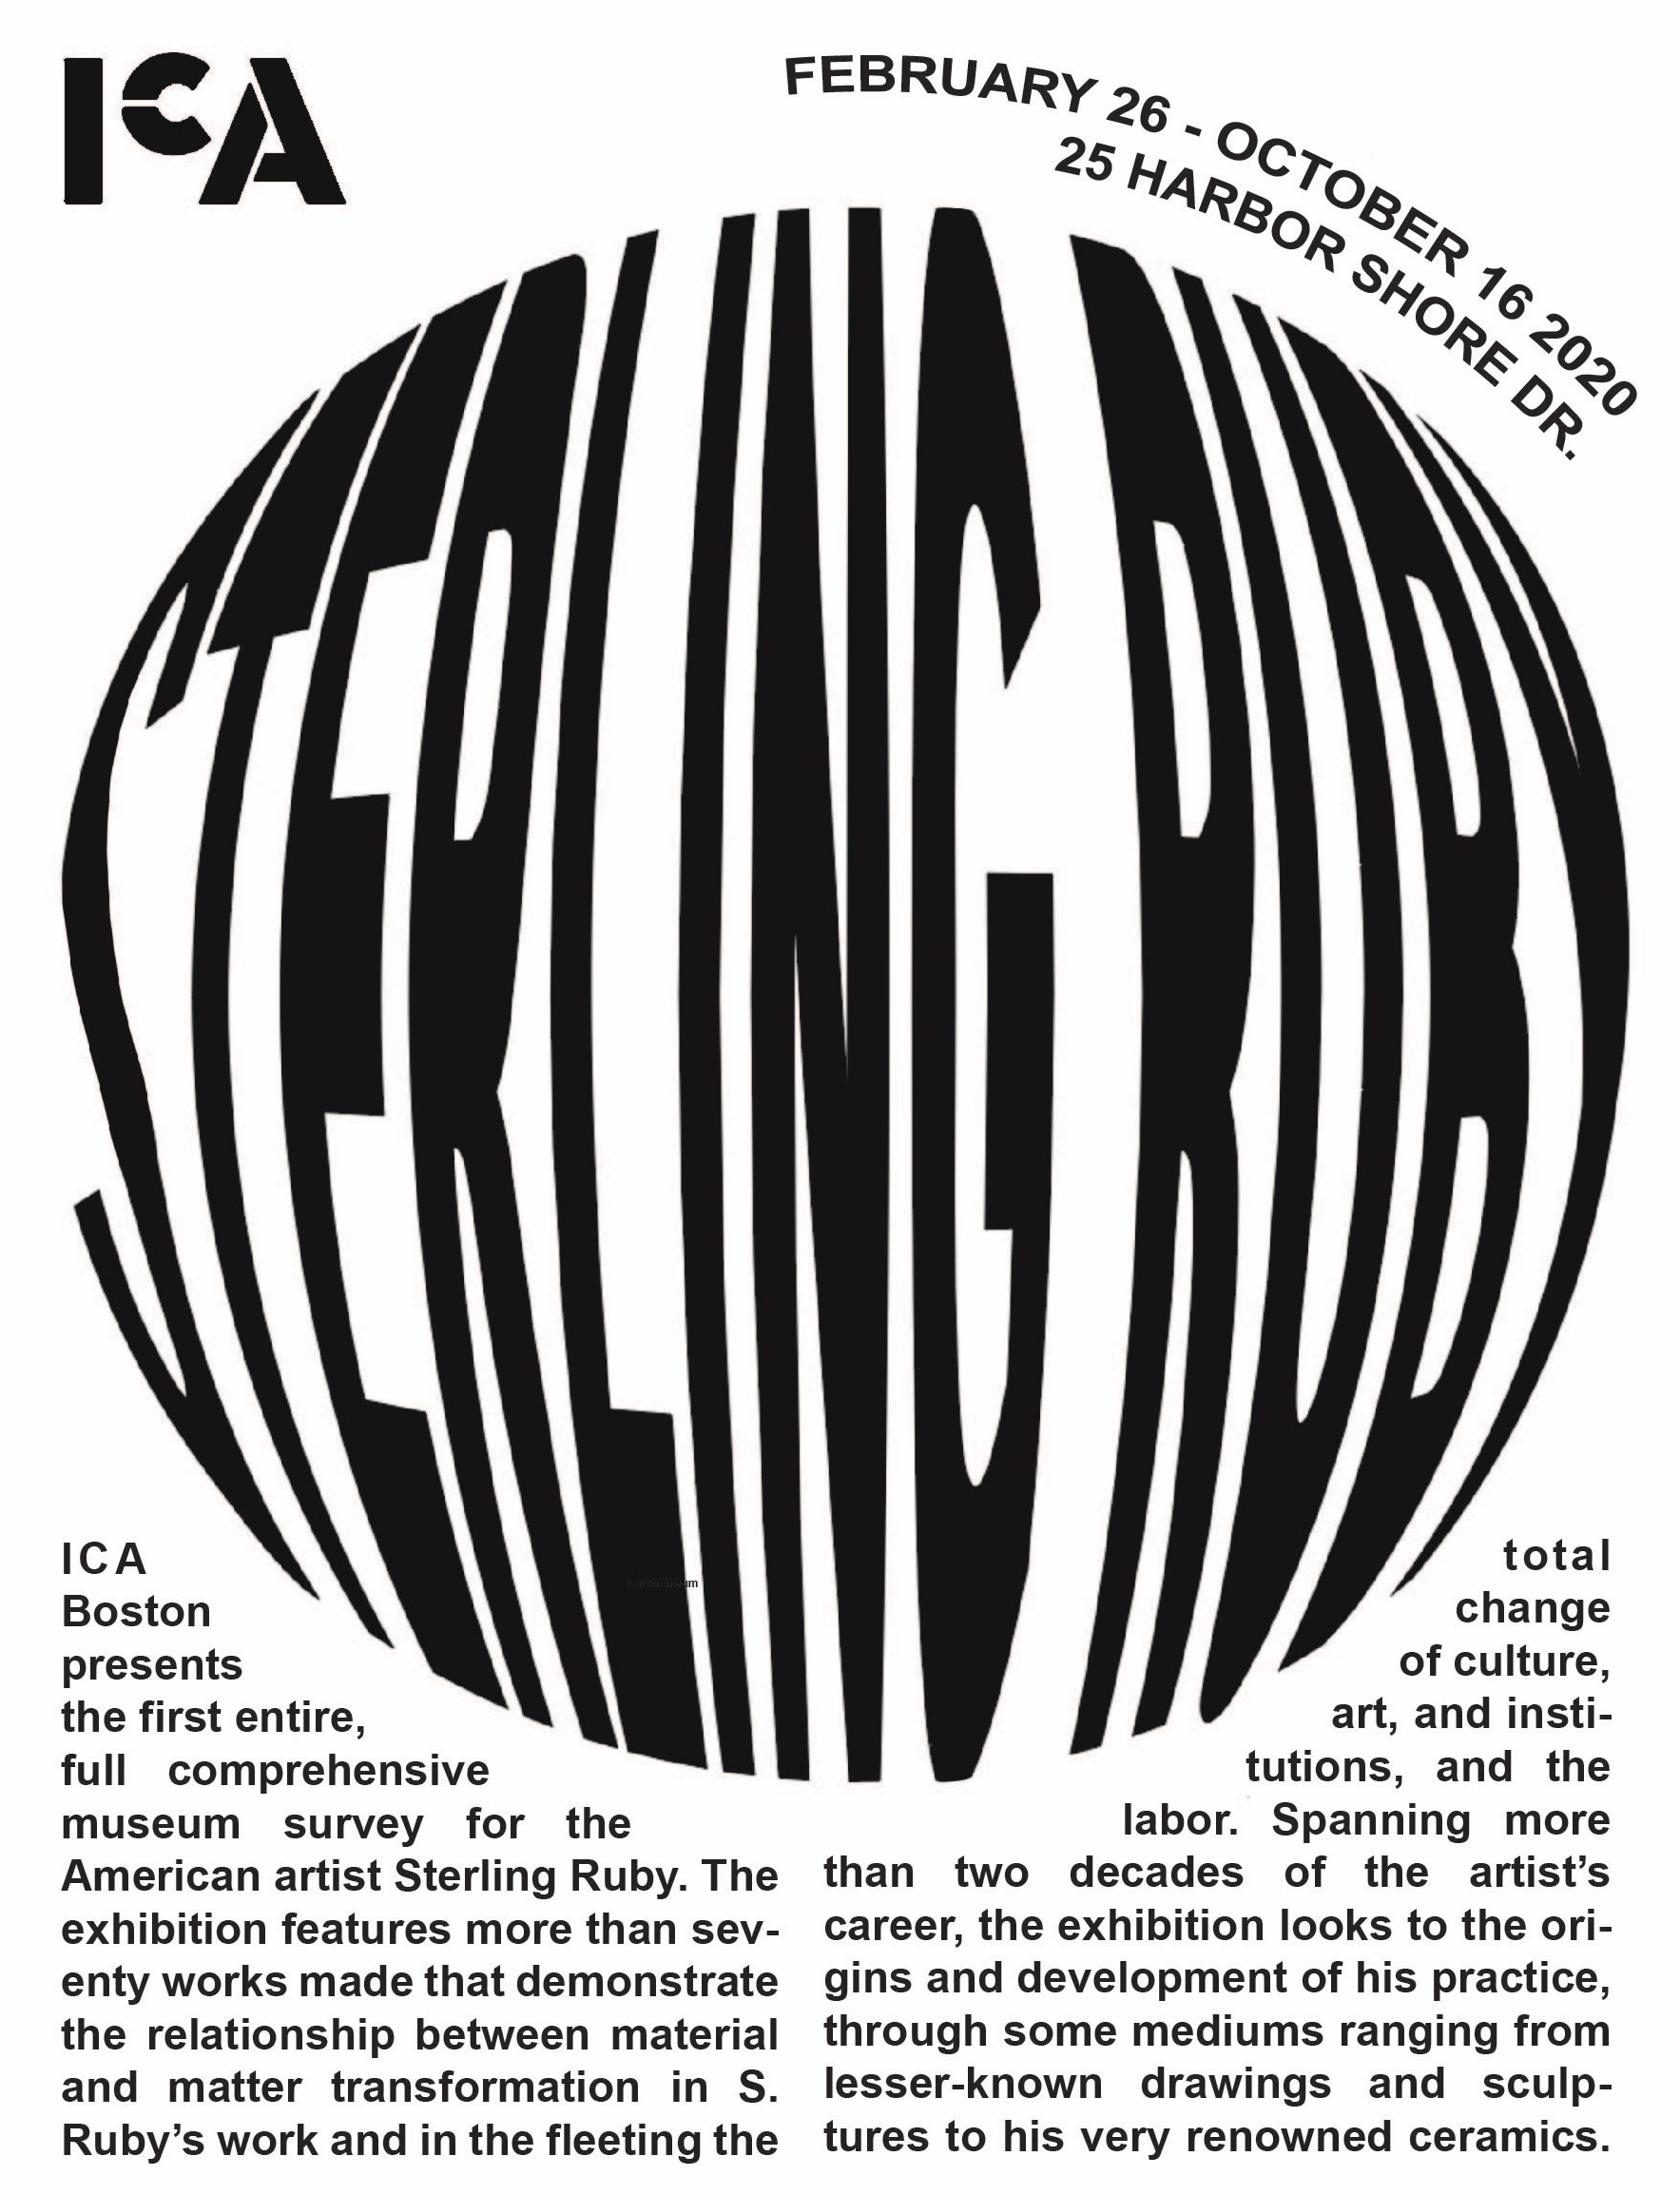 ICA
FEBRUARY 26 - OCTOBER 16 2020
25 HARBOR SHORE DR.
STERLING RUBY
ICA
Boston
presents
the first entire,
full comprehensive
museum survey for the
American artist Sterling Ruby. The
exhibition features more than sev-
enty works made that demonstrate
the relationship between material
and matter transformation in S.
Ruby’s work and in the fleeting the
total
change
of culture,
art, and insti-
tutions, and the
labor. Spanning more
than two decades of the artist’s
career, the exhibition looks to the ori-
gins and development of his practice,
through some mediums ranging from
lesser-known drawings and sculp-
tures to his very renowned ceramics.